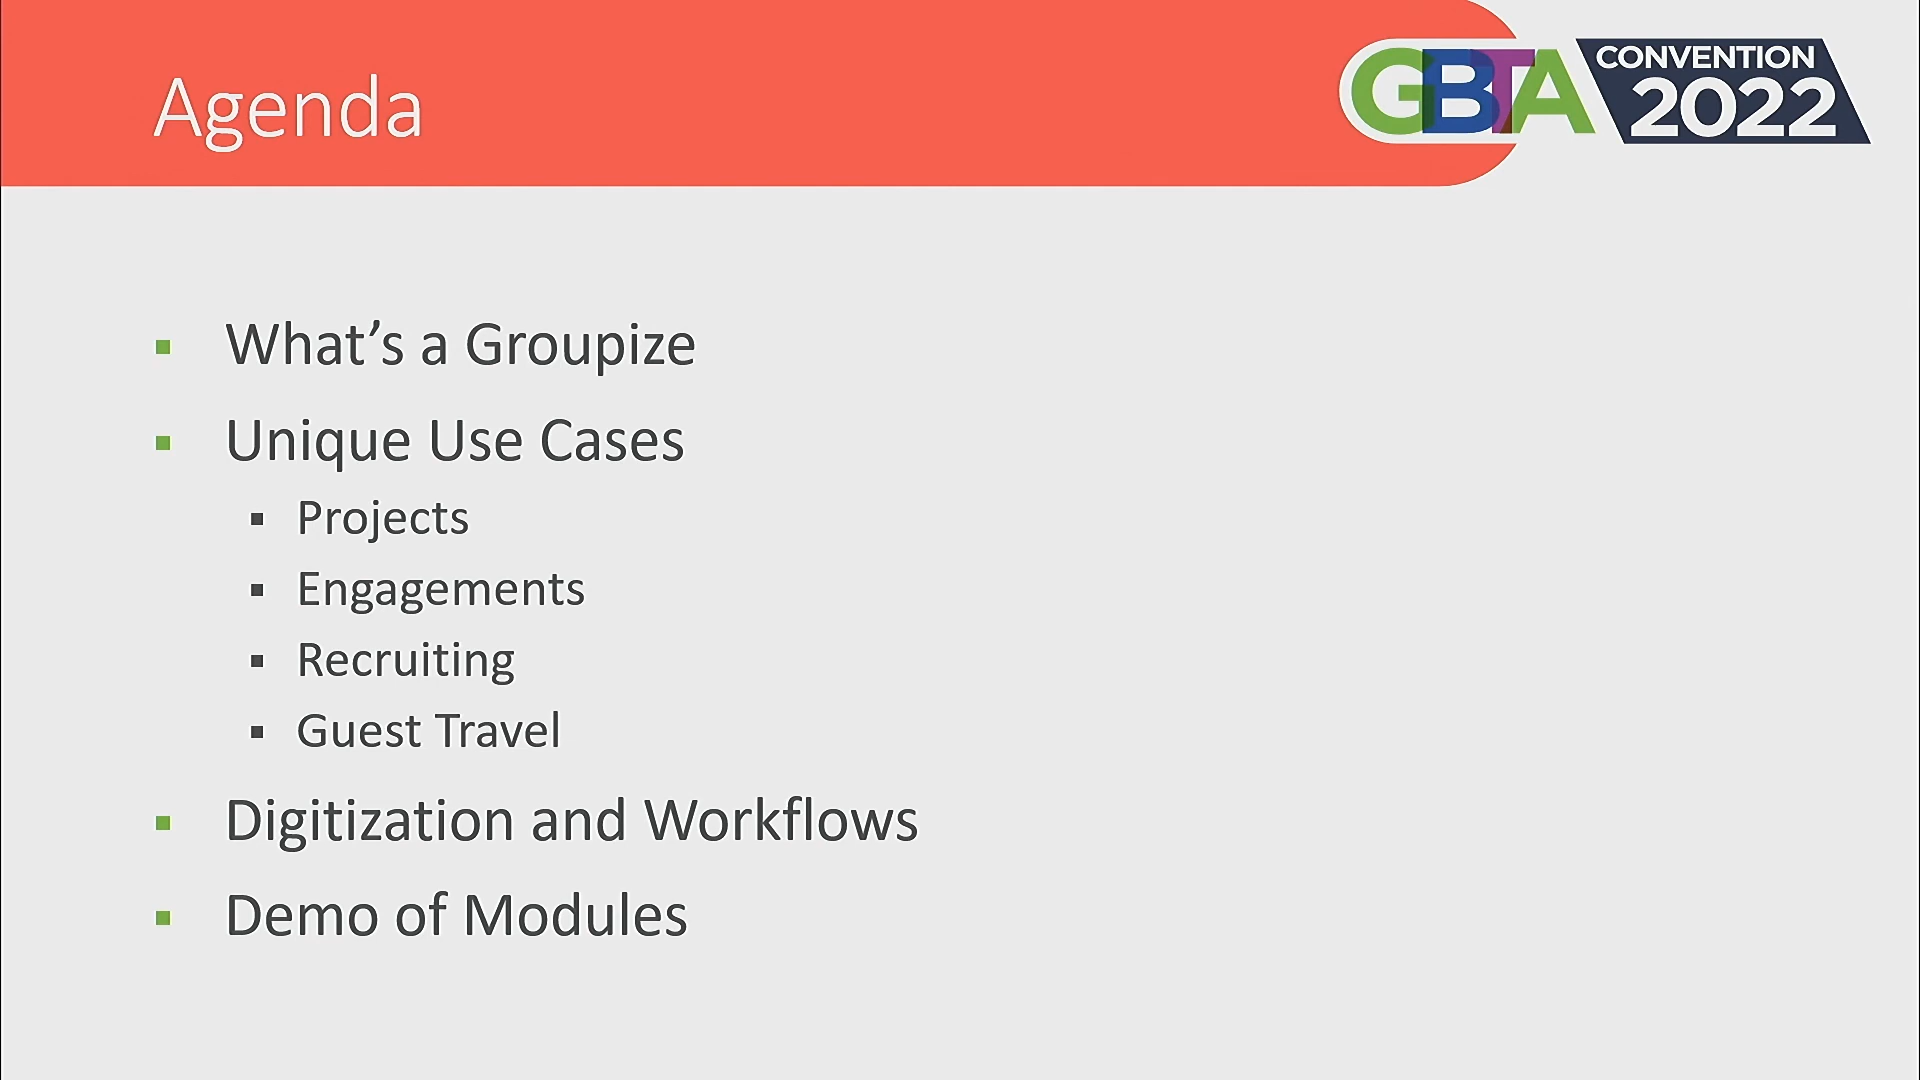 Agenda
GBTA CONVENTION
2022
What’s a Groupize
Unique Use Cases
Projects
Engagements
Recruiting
Guest Travel
Digitization and Workflows
Demo of Modules